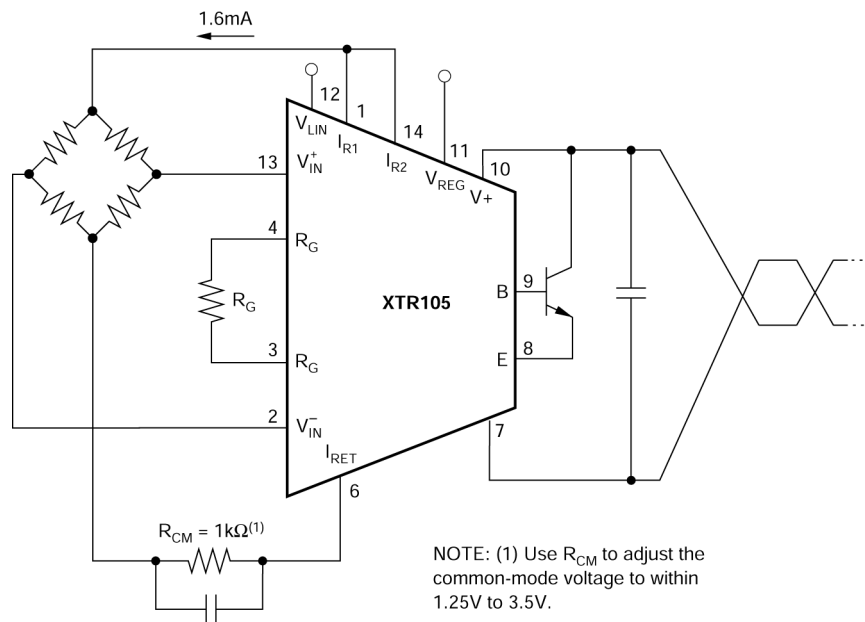 1.6mA
12
1
14
11
10
V_LIN
I_R1
I_R2
V_REG
V+
13
V_IN^+
4
R_G
R_G
XTR105
B
9
E
8
3
R_G
2
V_IN^−
I_RET
7
6
R_CM = 1kΩ(1)
NOTE: (1) Use R_CM to adjust the
common-mode voltage to within
1.25V to 3.5V.